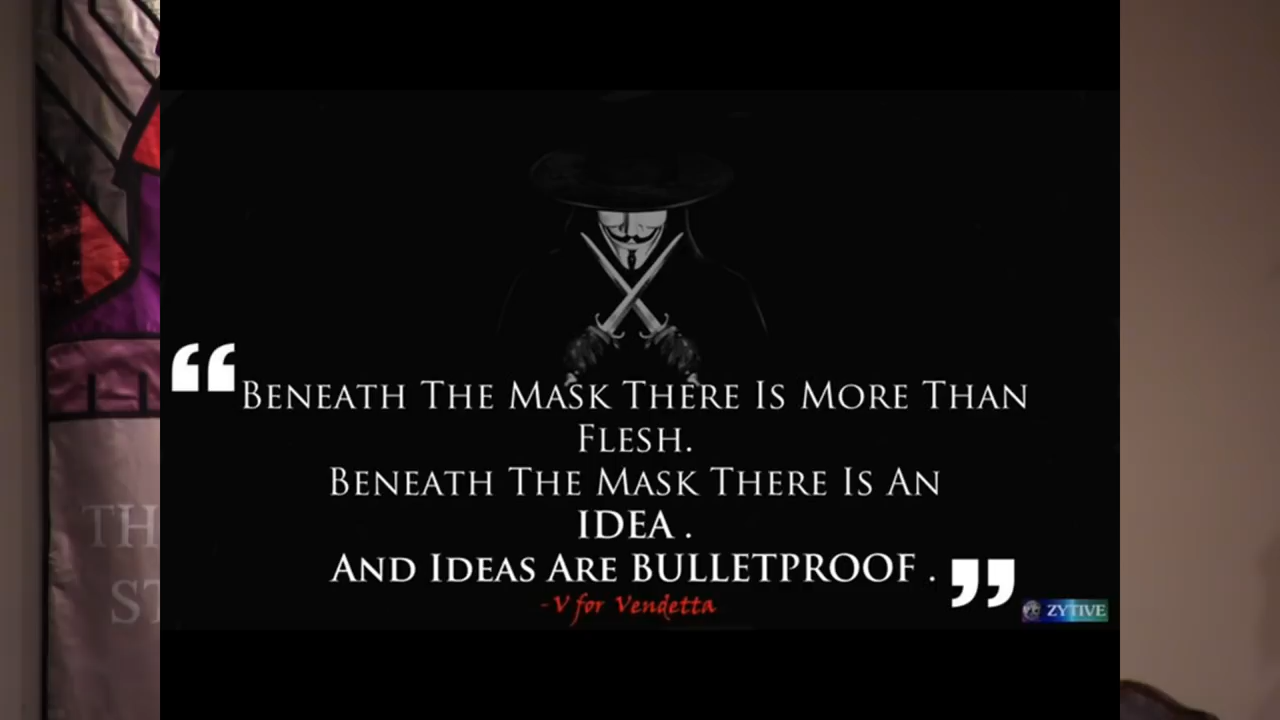 “BENEATH THE MASK THERE IS MORE THAN
FLESH.
BENEATH THE MASK THERE IS AN
IDEA .
AND IDEAS ARE BULLETPROOF .”
-V for Vendetta
ZYTIVE